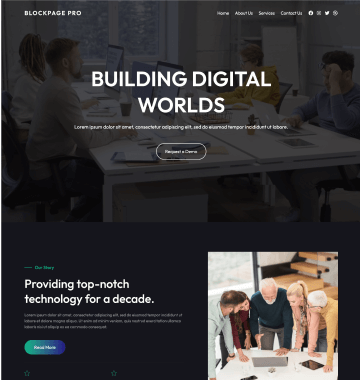 BLOCKPAGE PRO
Home About Us Services Contact Us
BUILDING DIGITAL
WORLDS
Lorem ipsum dolor sit amet, consectetur adipiscing elit, sed do eiusmod tempor incididunt ut labore.
Request a Demo
Our Story
Providing top-notch
technology for a decade.
Lorem ipsum dolor sit amet, consectetur adipiscing elit, sed do eiusmod tempor incididunt ut
labore et dolore magna aliqua. Ut enim ad minim veniam, quis nostrud exercitation ullamco
laboris nisi ut aliquip ex ea commodo consequat.
Read More